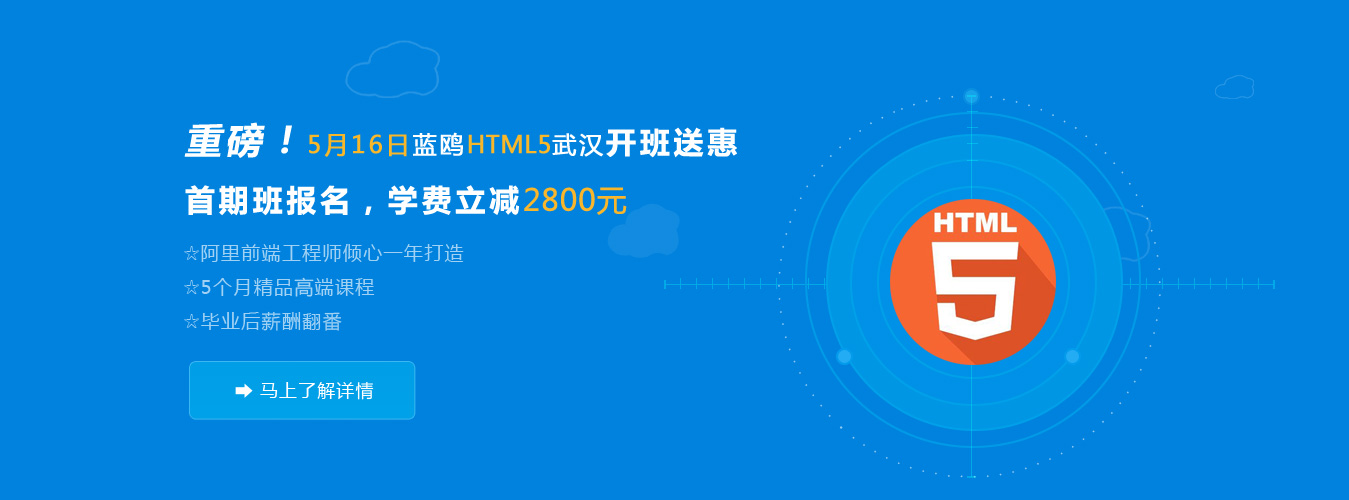 重磅！5月16日蓝鸥HTML5武汉开班送惠
首期班报名，学费立减2800元
☆阿里前端工程师倾心一年打造
☆5个月精品高端课程
☆毕业后薪酬翻番
➡ 马上了解详情
HTML
5